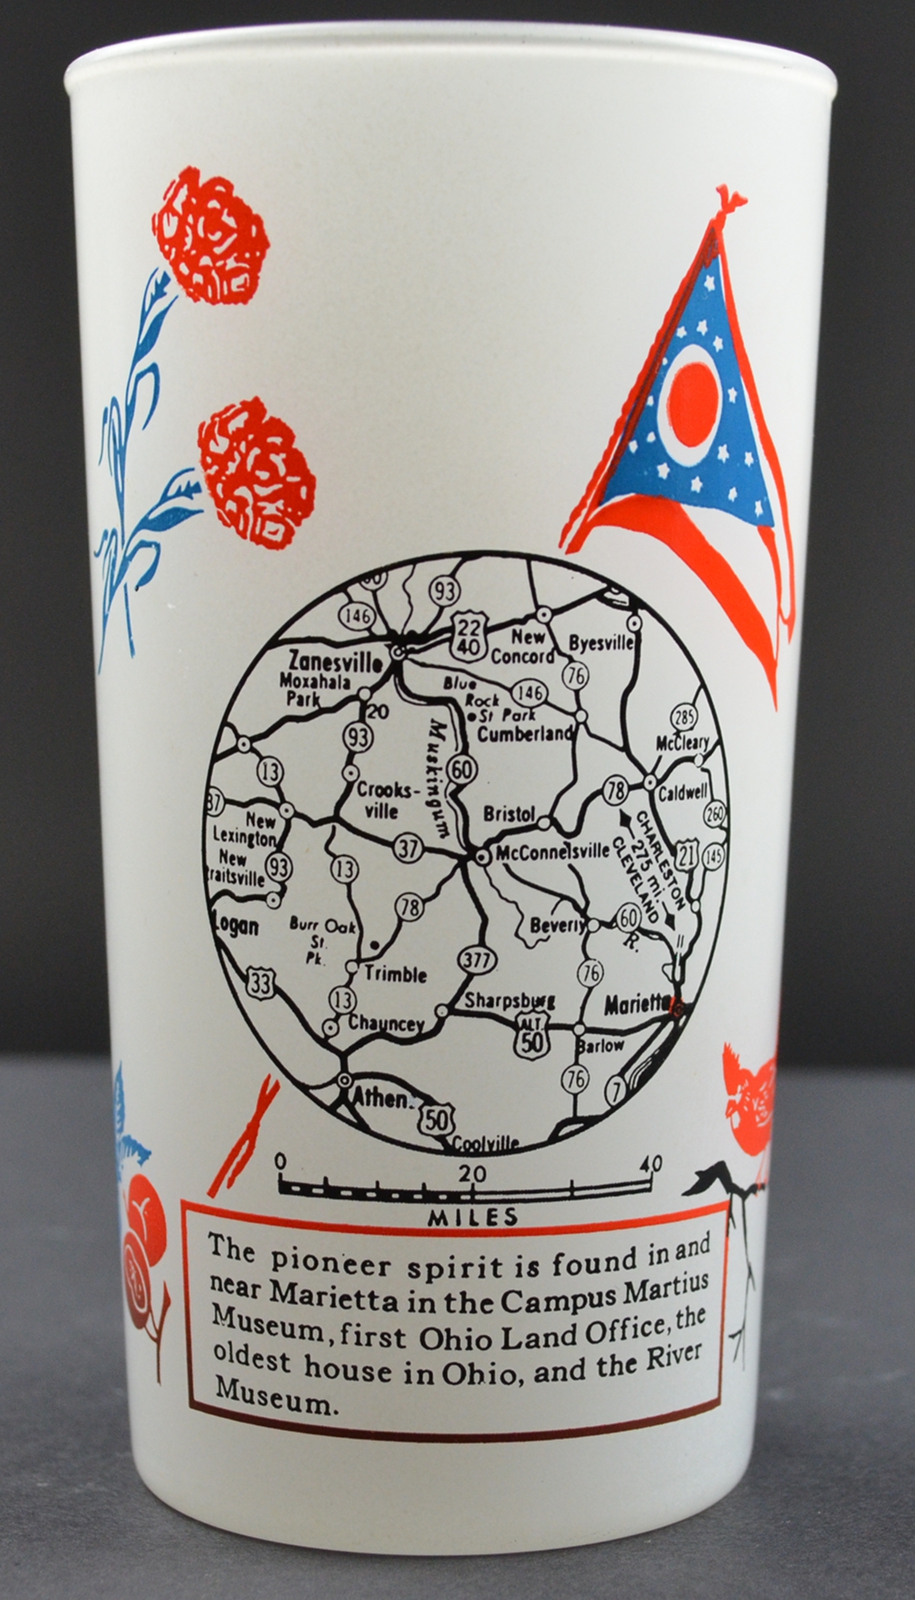 93
146
22
40
New
Concord
Byesville
Zanesville
Moxahala
Park
Blue
Rock
St Park
146
76
20
285
McCleary
Cumberland
93
Muskingum
13
60
Crooks-
ville
78
Caldwell
37
Bristol
260
New
Lexington
37
McConnelsville
CHARLESTON
275 mi.
CLEVELAND
21
145
New
raitsville
93
13
78
Logan
Burr Oak
St.
Pk.
Beverly
60
R.
33
Trimble
377
76
13
Sharpsburg
Marietta
Chauncey
ALT.
50
Barlow
Athen.
50
76
7
Coolville
0 20 40
MILES
The pioneer spirit is found in and
near Marietta in the Campus Martius
Museum, first Ohio Land Office, the
oldest house in Ohio, and the River
Museum.